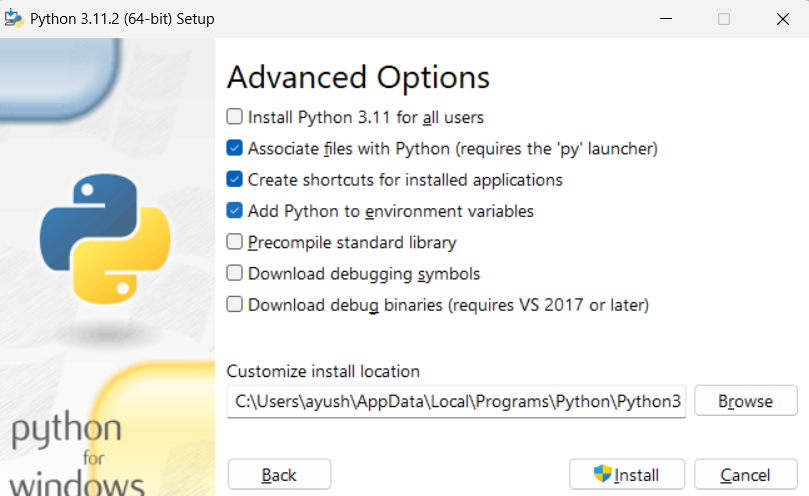 Python 3.11.2 (64-bit) Setup
Advanced Options
Install Python 3.11 for all users
Associate files with Python (requires the 'py' launcher)
Create shortcuts for installed applications
Add Python to environment variables
Precompile standard library
Download debugging symbols
Download debug binaries (requires VS 2017 or later)
Customize install location
C:\Users\ayush\AppData\Local\Programs\Python\Python3
Browse
python
for
windows
Back
Install
Cancel